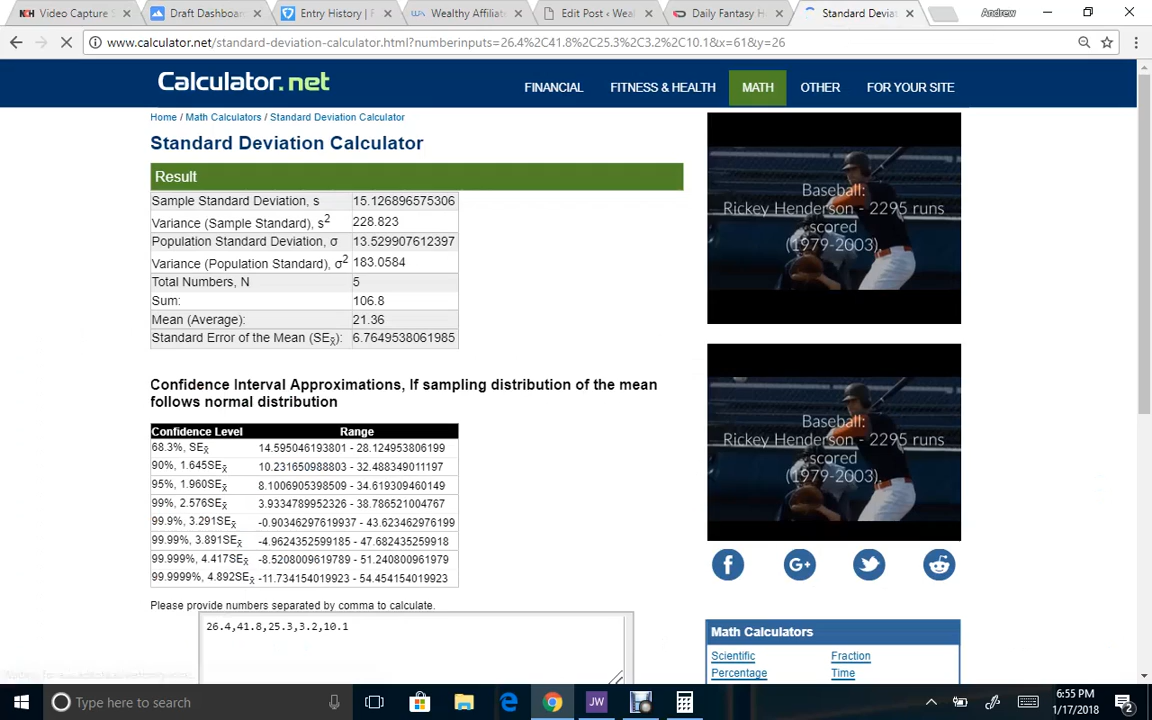 Video Capture S
Draft Dashboar
Entry History | F
Wealthy Affiliat
Edit Post ‹ Wea
Daily Fantasy H
Standard Deviat
Andrew
www.calculator.net/standard-deviation-calculator.html?numberinputs=26.4%2C41.8%2C25.3%2C3.2%2C10.1&x=61&y=26
Calculator.net
FINANCIAL
FITNESS & HEALTH
MATH
OTHER
FOR YOUR SITE
Home / Math Calculators / Standard Deviation Calculator
Standard Deviation Calculator
Result
Sample Standard Deviation, s 15.126896575306
Variance (Sample Standard), s² 228.823
Population Standard Deviation, σ 13.529907612397
Variance (Population Standard), σ² 183.0584
Total Numbers, N 5
Sum: 106.8
Mean (Average): 21.36
Standard Error of the Mean (SEx̄): 6.7649538061985
Confidence Interval Approximations, If sampling distribution of the mean
follows normal distribution
Confidence Level Range
68.3%, SEx̄ 14.595046193801 - 28.124953806199
90%, 1.645SEx̄ 10.231650988803 - 32.488349011197
95%, 1.960SEx̄ 8.1006905398509 - 34.619309460149
99%, 2.576SEx̄ 3.9334789952326 - 38.786521004767
99.9%, 3.291SEx̄ -0.90346297619937 - 43.623462976199
99.99%, 3.891SEx̄ -4.9624352599185 - 47.682435259918
99.999%, 4.417SEx̄ -8.5208009619789 - 51.240800961979
99.9999%, 4.892SEx̄ -11.734154019923 - 54.454154019923
Please provide numbers separated by comma to calculate.
26.4,41.8,25.3,3.2,10.1
Baseball:
Rickey Henderson - 2295 runs
scored
(1979-2003)
Baseball:
Rickey Henderson - 2295 runs
scored
(1979-2003)
f
G+
Math Calculators
Scientific
Fraction
Percentage
Time
Type here to search
JW
6:55 PM
1/17/2018
2